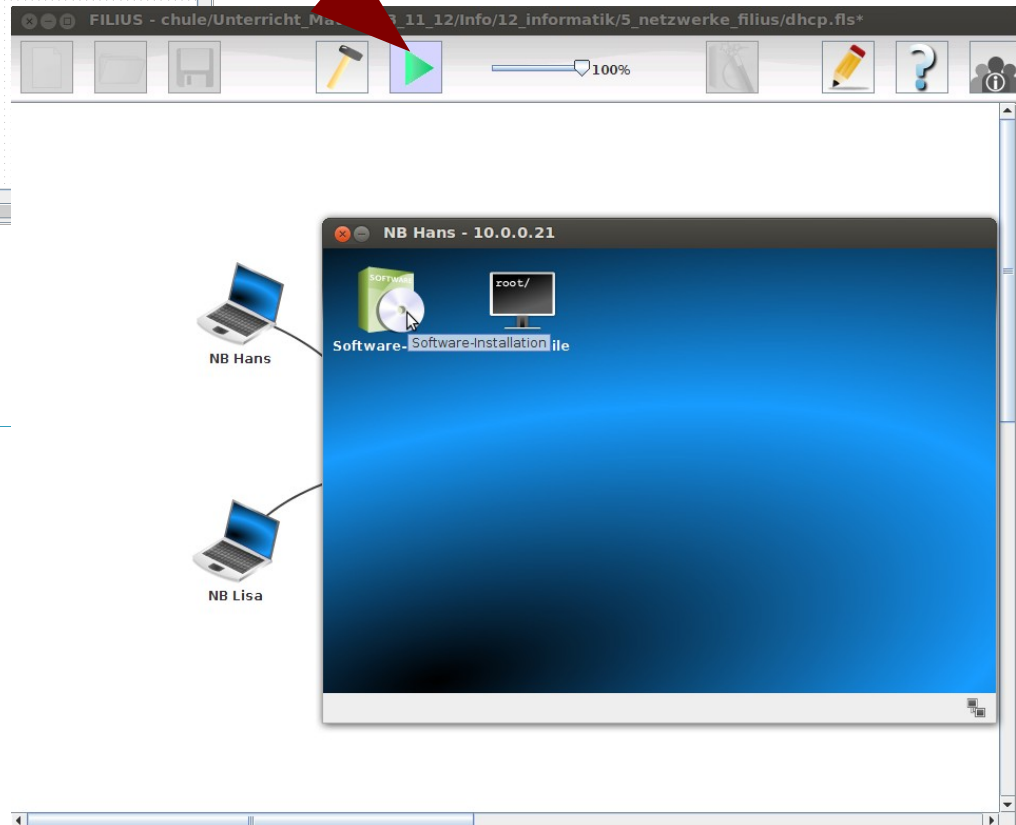 FILIUS - chule/Unterricht_Ma 3_11_12/Info/12_informatik/5_netzwerke_filius/dhcp.fls*
100%
NB Hans - 10.0.0.21
SOFTWARE
root/
Software- Software-Installation ile
NB Hans
NB Lisa